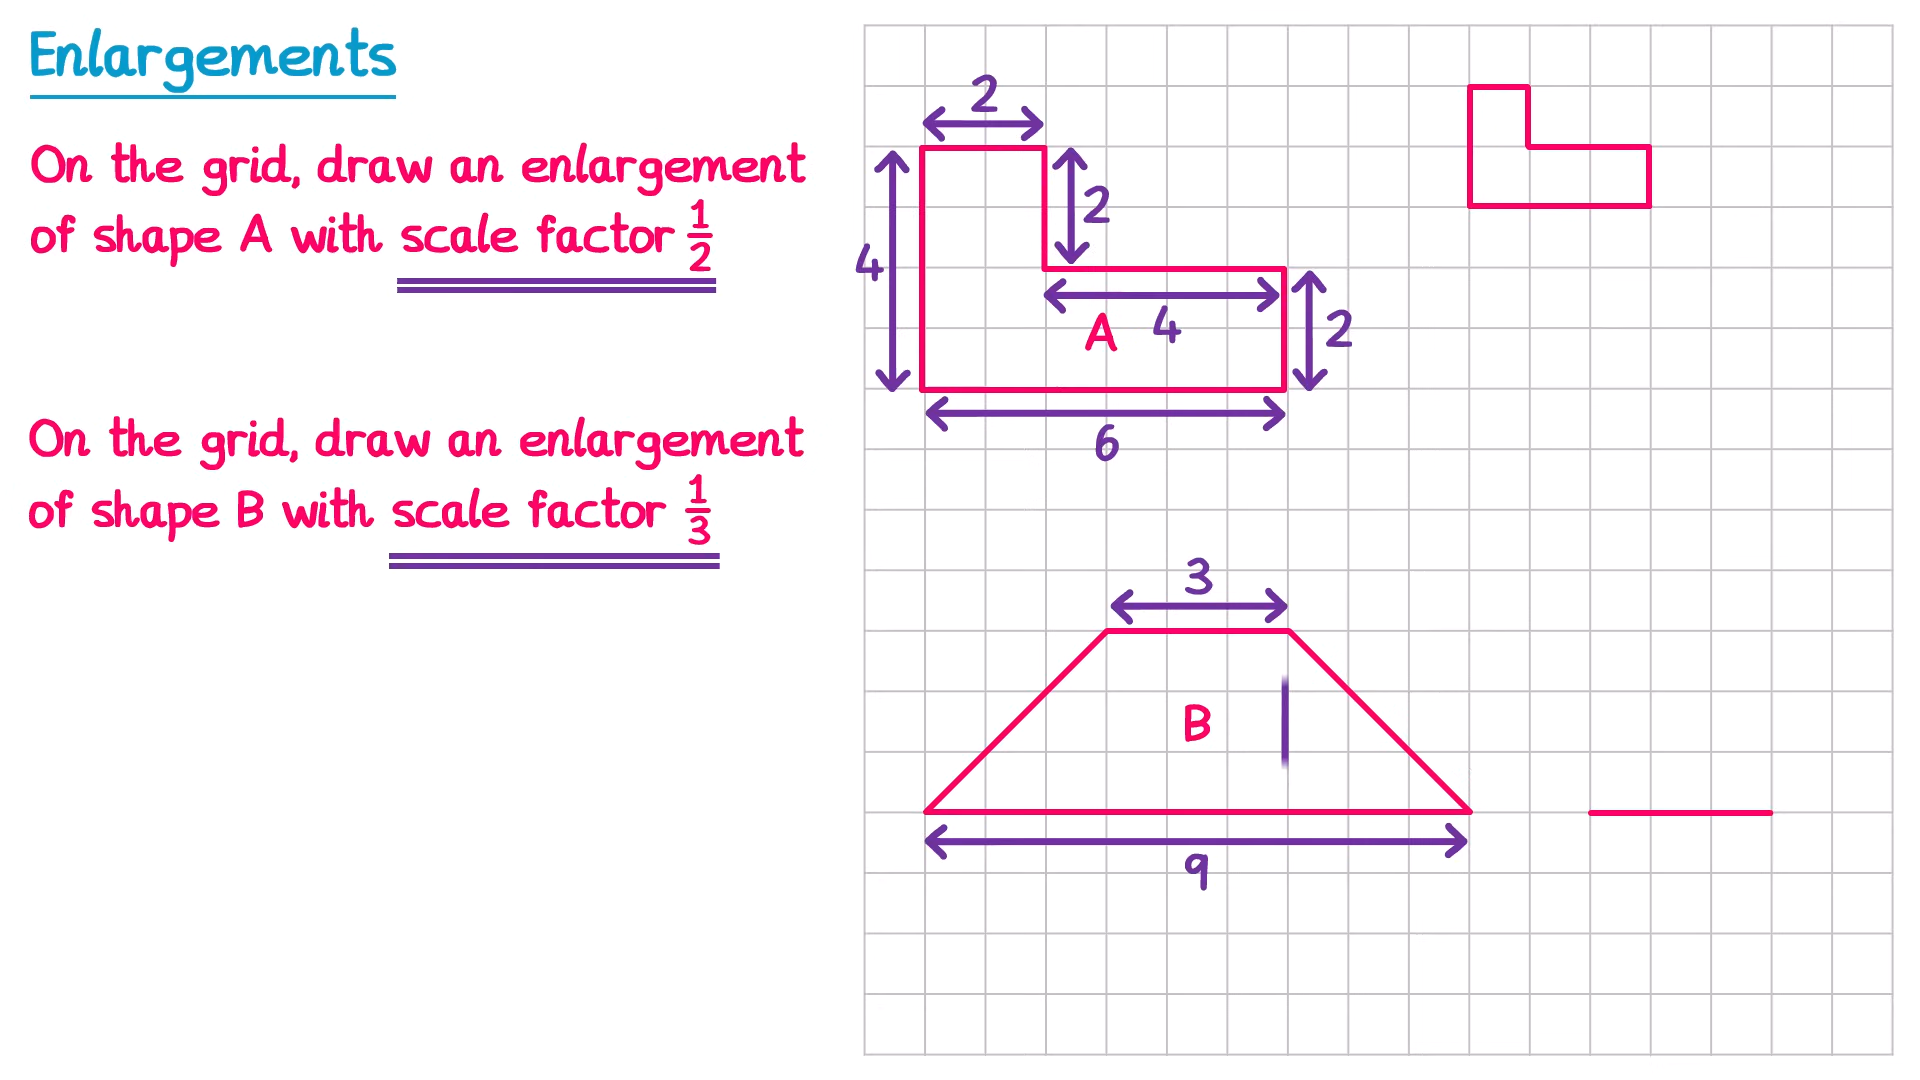 Enlargements
On the grid, draw an enlargement
of shape A with scale factor 1/2
On the grid, draw an enlargement
of shape B with scale factor 1/3
2
2
4
4
A
2
6
3
B
9